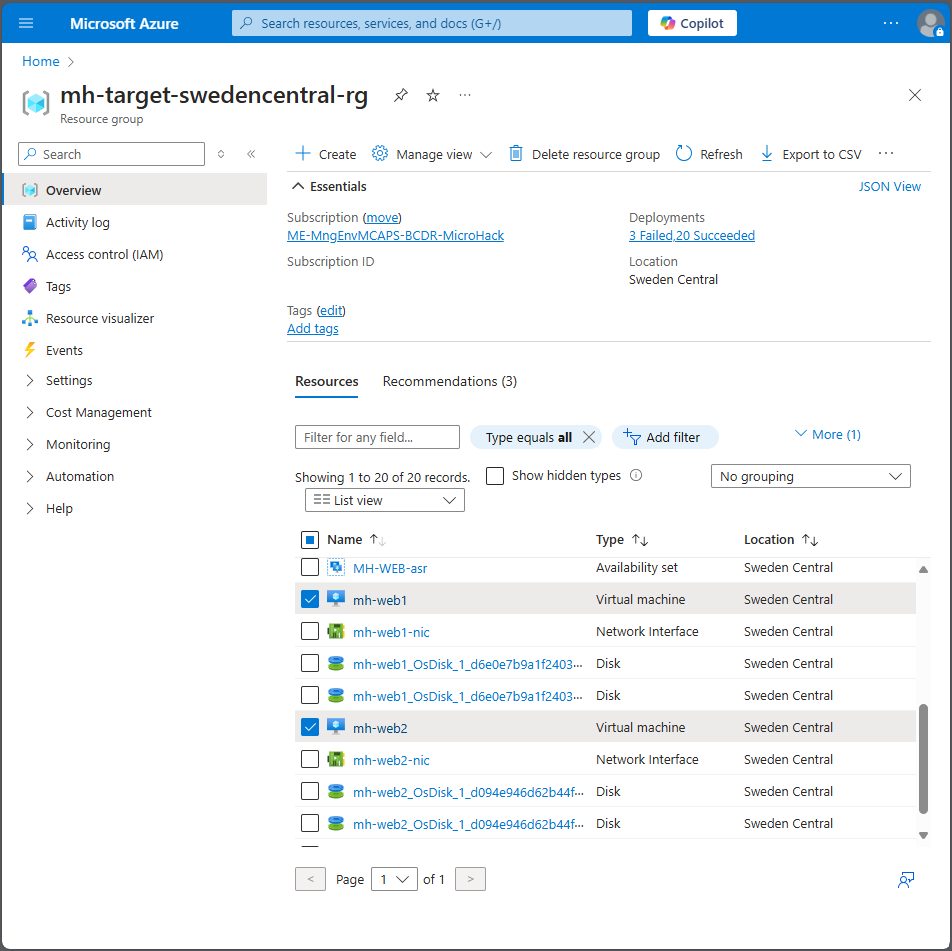 Microsoft Azure
Search resources, services, and docs (G+/)
Copilot
Home
mh-target-swedencentral-rg
Resource group
Search
Overview
Activity log
Access control (IAM)
Tags
Resource visualizer
Events
Settings
Cost Management
Monitoring
Automation
Help
Create Manage view Delete resource group Refresh Export to CSV
Essentials JSON View
Subscription (move)
ME-MngEnvMCAPS-BCDR-MicroHack
Subscription ID
Deployments
3 Failed,20 Succeeded
Location
Sweden Central
Tags (edit)
Add tags
Resources Recommendations (3)
Filter for any field... Type equals all Add filter More (1)
Showing 1 to 20 of 20 records. Show hidden types No grouping
List view
Name Type Location
MH-WEB-asr Availability set Sweden Central
mh-web1 Virtual machine Sweden Central
mh-web1-nic Network Interface Sweden Central
mh-web1_OsDisk_1_d6e0e7b9a1f2403... Disk Sweden Central
mh-web1_OsDisk_1_d6e0e7b9a1f2403... Disk Sweden Central
mh-web2 Virtual machine Sweden Central
mh-web2-nic Network Interface Sweden Central
mh-web2_OsDisk_1_d094e946d62b44f... Disk Sweden Central
mh-web2_OsDisk_1_d094e946d62b44f... Disk Sweden Central
< Page 1 of 1 >